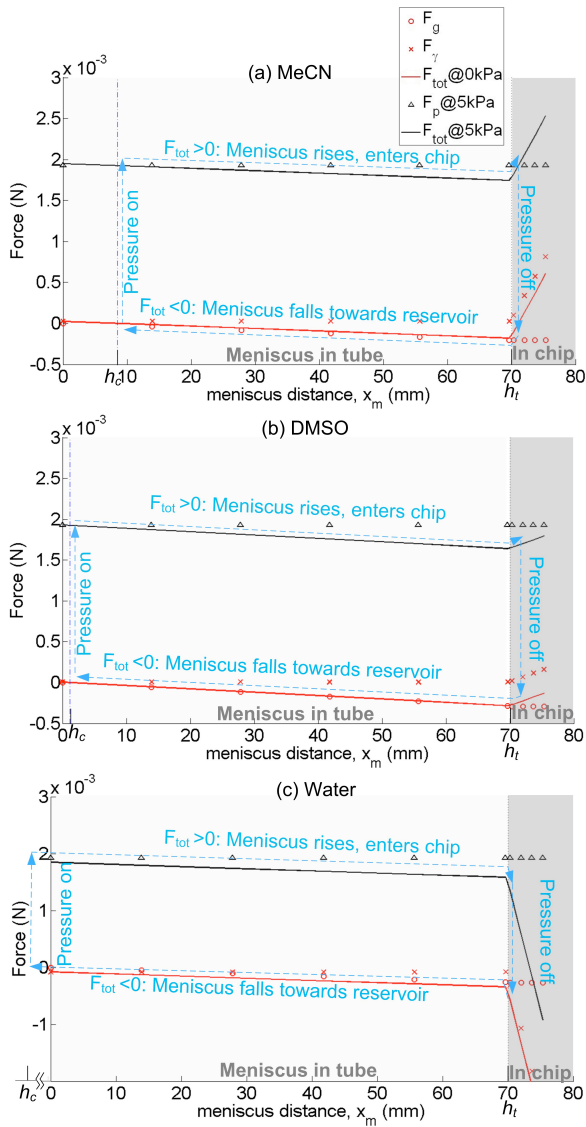 F_g
F_γ
F_tot@0kPa
F_p@5kPa
F_tot@5kPa
(a) MeCN
x 10^-3
3
2.5
2
1.5
1
0.5
0
-0.5
Force (N)
F_tot >0: Meniscus rises, enters chip
Pressure on
Pressure off
F_tot <0: Meniscus falls towards reservoir
Meniscus in tube
In chip
0 h_c 10 20 30 40 50 60 70 80
h_t
meniscus distance, x_m (mm)
(b) DMSO
x 10^-3
3
2.5
2
1.5
1
0.5
0
-0.5
Force (N)
F_tot >0: Meniscus rises, enters chip
Pressure on
Pressure off
F_tot <0: Meniscus falls towards reservoir
Meniscus in tube
In chip
0 10 20 30 40 50 60 70 80
h_c
h_t
meniscus distance, x_m (mm)
(c) Water
x 10^-3
3
2
1
0
-1
Force (N)
F_tot >0: Meniscus rises, enters chip
Pressure on
Pressure off
F_tot <0: Meniscus falls towards reservoir
Meniscus in tube
In chip
h_c
0 10 20 30 40 50 60 70 80
h_t
meniscus distance, x_m (mm)